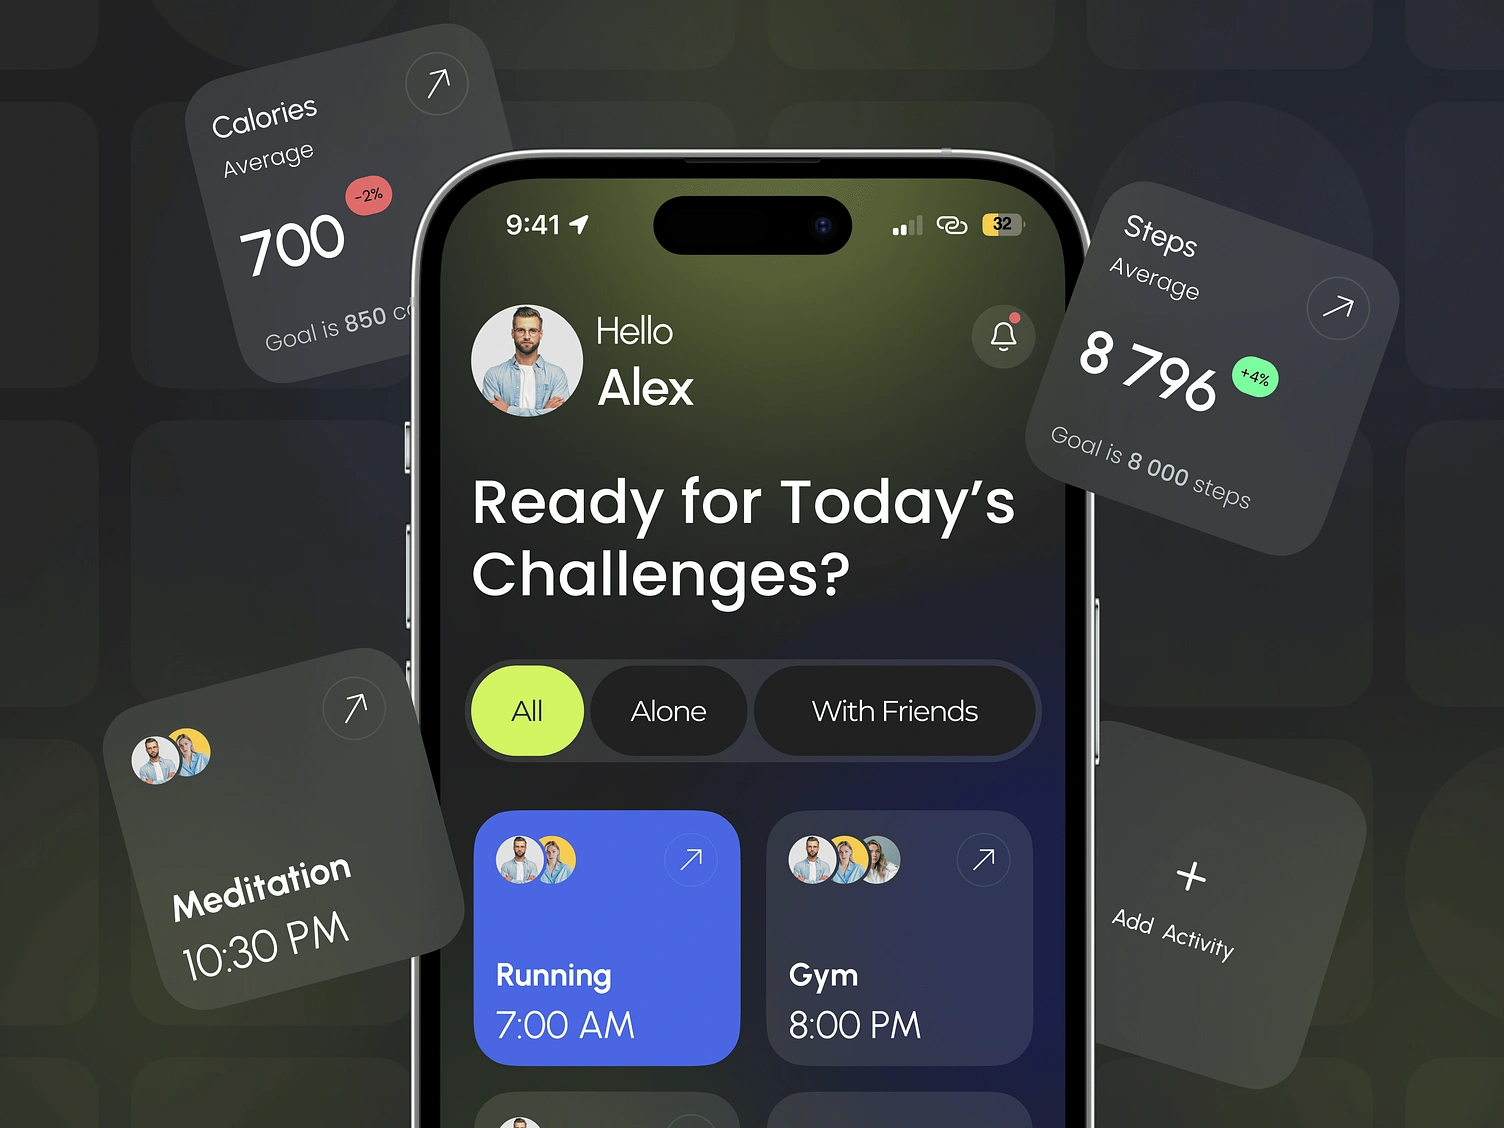 Calories
Average
700
-2%
Goal is 850
9:41
32
Hello
Alex
Steps
Average
8 796
+4%
Goal is 8 000 steps
Ready for Today's
Challenges?
All
Alone
With Friends
Meditation
10:30 PM
Running
7:00 AM
Gym
8:00 PM
+
Add Activity